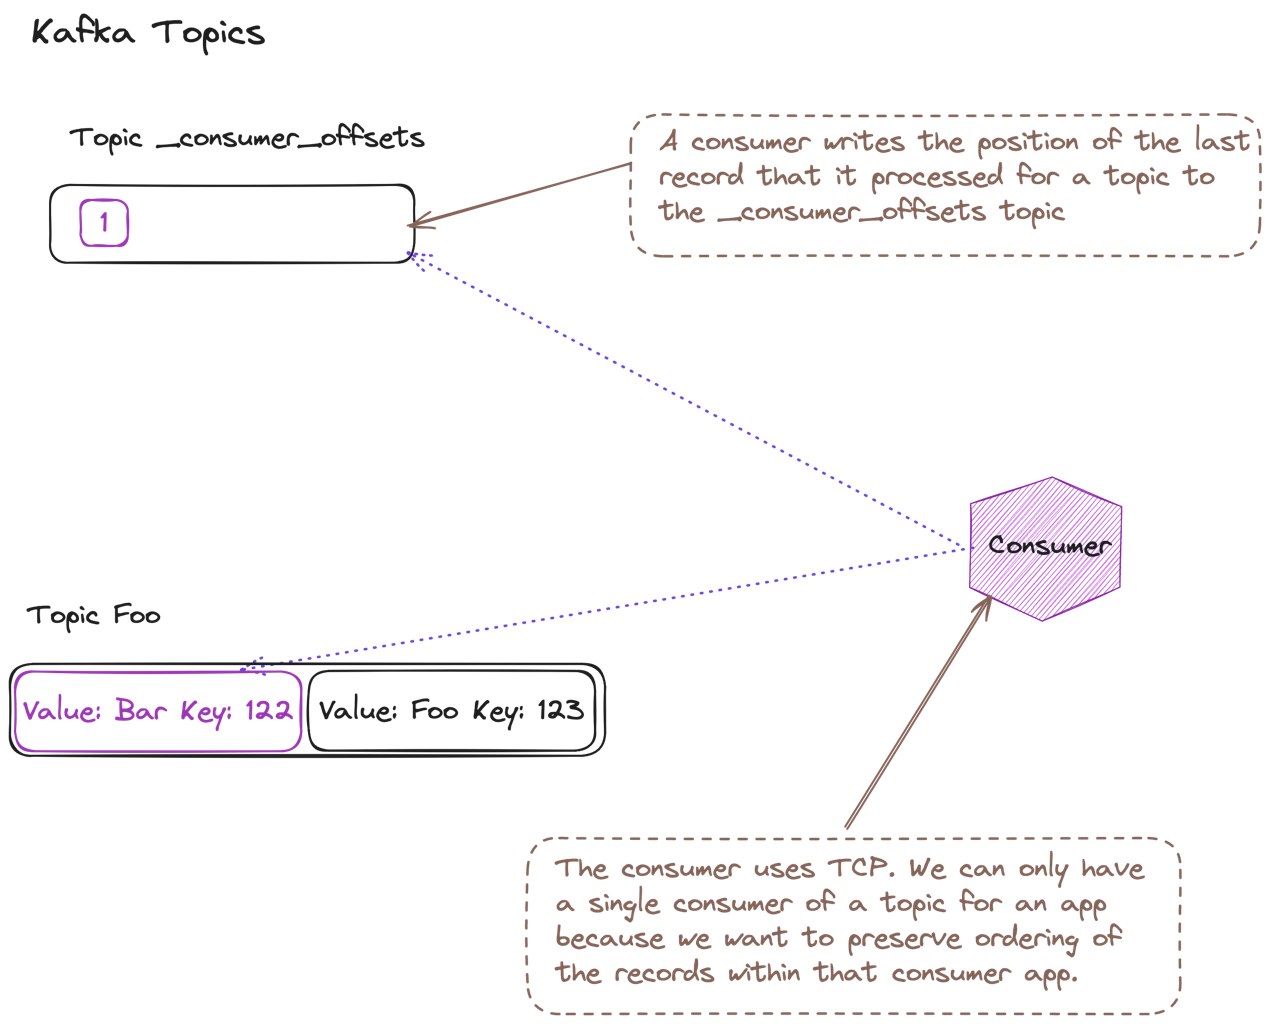 Kafka Topics
Topic _consumer_offsets
1
A consumer writes the position of the last
record that it processed for a topic to
the _consumer_offsets topic
Consumer
Topic Foo
Value: Bar Key: 122
Value: Foo Key: 123
The consumer uses TCP. We can only have
a single consumer of a topic for an app
because we want to preserve ordering of
the records within that consumer app.